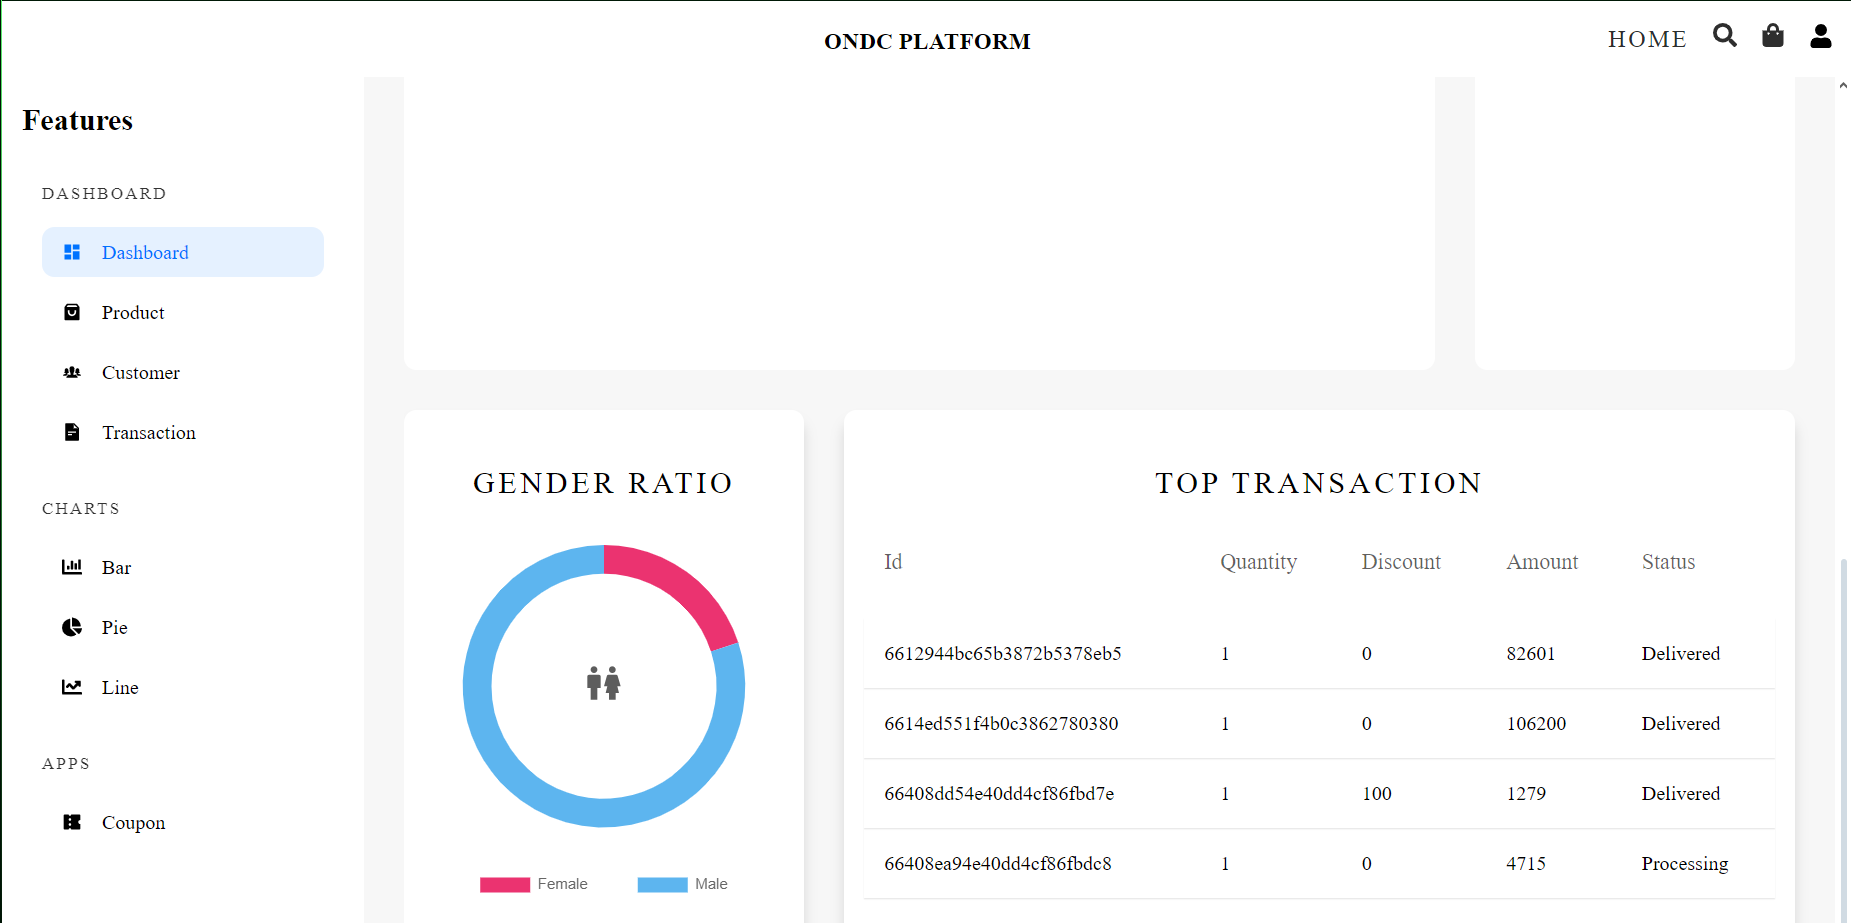 ONDC PLATFORM
HOME
Features
DASHBOARD
Dashboard
Product
Customer
Transaction
CHARTS
Bar
Pie
Line
APPS
Coupon
GENDER RATIO
Female Male
TOP TRANSACTION
Id Quantity Discount Amount Status
6612944bc65b3872b5378eb5 1 0 82601 Delivered
6614ed551f4b0c3862780380 1 0 106200 Delivered
66408dd54e40dd4cf86fbd7e 1 100 1279 Delivered
66408ea94e40dd4cf86fbdc8 1 0 4715 Processing